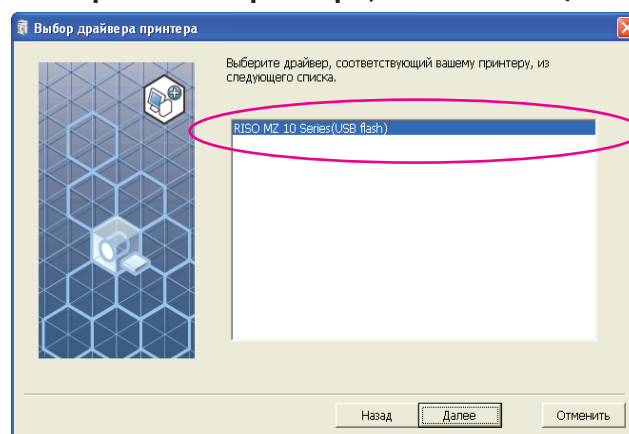 Выбор драйвера принтера
Выберите драйвер, соответствующий вашему принтеру, из
следующего списка.
RISO MZ 10 Series(USB flash)
Назад Далее Отменить